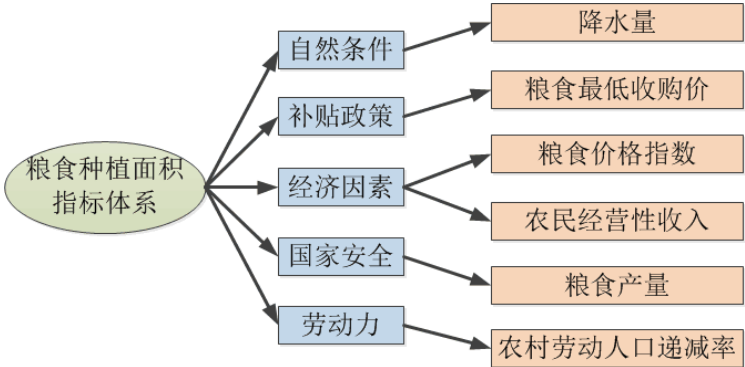 粮食种植面积
指标体系
自然条件
补贴政策
经济因素
国家安全
劳动力
降水量
粮食最低收购价
粮食价格指数
农民经营性收入
粮食产量
农村劳动人口递减率